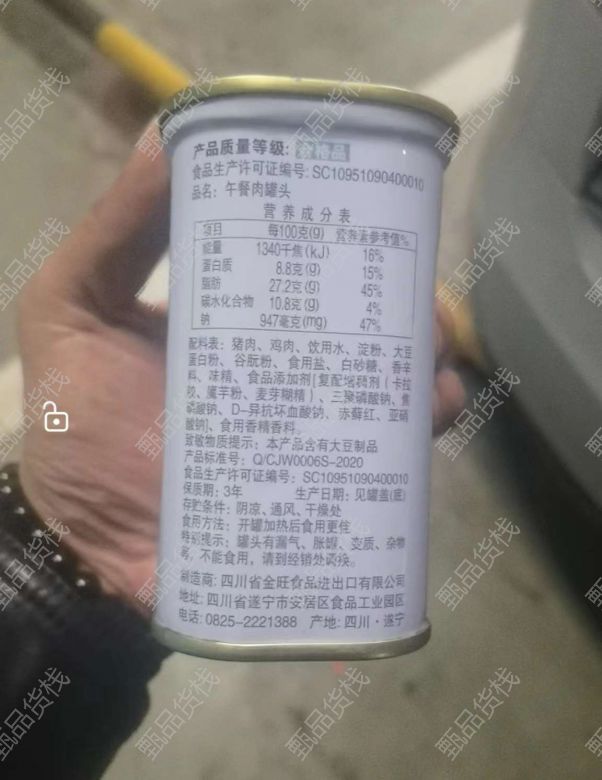 产品质量等级: 合格品
食品生产许可证编号: SC10951090400010
品名: 午餐肉罐头
营养成分表
项目 每100克(g) 营养素参考值%
能量 1340千焦(kJ) 16%
蛋白质 8.8克(g) 15%
脂肪 27.2克(g) 45%
碳水化合物 10.8克(g) 4%
钠 947毫克(mg) 47%
配料表: 猪肉、鸡肉、饮用水、淀粉、大豆
蛋白粉、谷朊粉、食用盐、白砂糖、香辛
料、味精、食品添加剂[复配增稠剂（卡拉
胶、魔芋粉、麦芽糊精）、三聚磷酸钠、焦
磷酸钠、D-异抗坏血酸钠、赤藓红、亚硝
酸钠]、食用香精香料。
致敏物质提示: 本产品含有大豆制品
产品标准号: Q/CJW0006S-2020
食品生产许可证编号: SC10951090400010
保质期: 3年 生产日期: 见罐盖(底)
存贮条件: 阴凉、通风、干燥处
食用方法: 开罐加热后食用更佳
特别提示: 罐头有漏气、胀罐、变质、杂物
等，不能食用，请到经销处调换。
制造商: 四川省金旺食品进出口有限公司
地址: 四川省遂宁市安居区食品工业园区
电话: 0825-2221388 产地: 四川·遂宁
甄品货栈